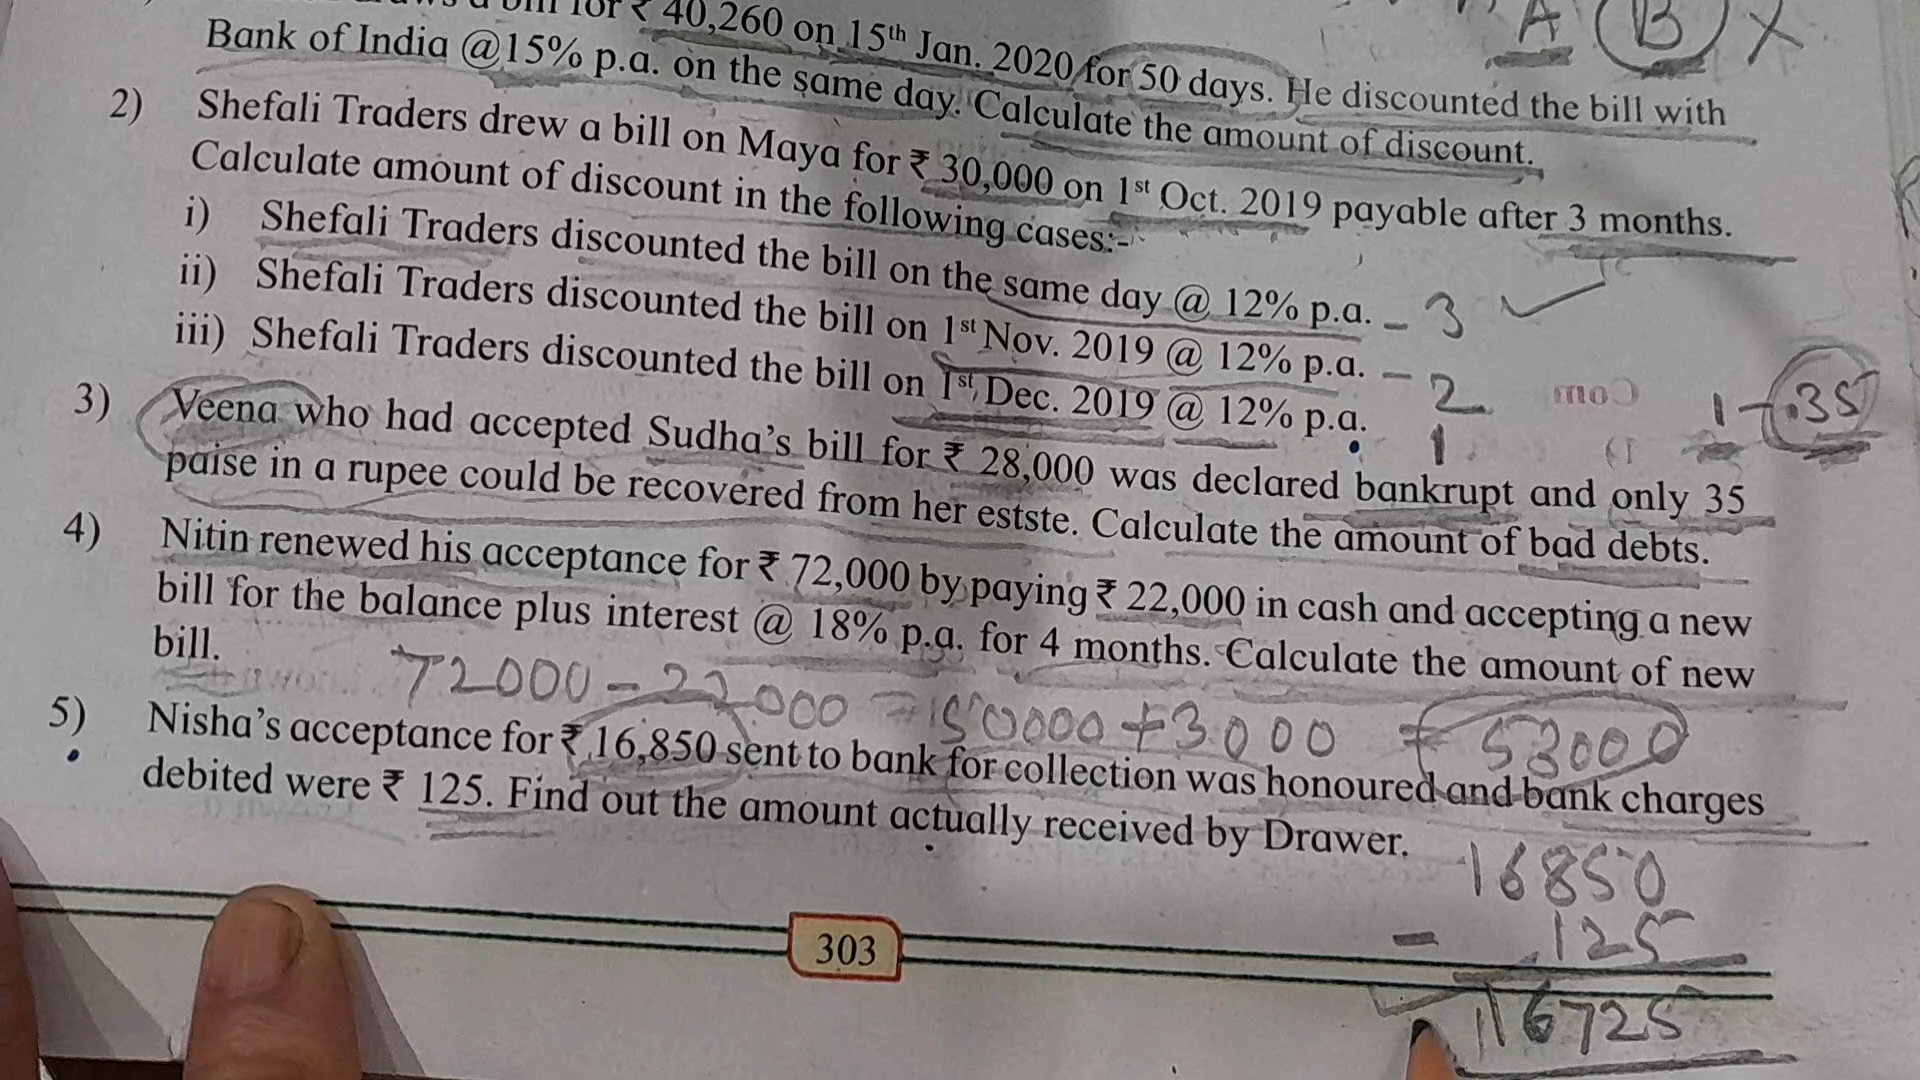 for ₹ 40,260 on 15th Jan. 2020 for 50 days. He discounted the bill with
Bank of India @15% p.a. on the same day. Calculate the amount of discount.
A B X
2) Shefali Traders drew a bill on Maya for ₹ 30,000 on 1st Oct. 2019 payable after 3 months.
Calculate amount of discount in the following cases:-
i) Shefali Traders discounted the bill on the same day @ 12% p.a. - 3
ii) Shefali Traders discounted the bill on 1st Nov. 2019 @ 12% p.a. - 2
iii) Shefali Traders discounted the bill on 1st Dec. 2019 @ 12% p.a. 1
1 - .35
3) Veena who had accepted Sudha's bill for ₹ 28,000 was declared bankrupt and only 35
paise in a rupee could be recovered from her estste. Calculate the amount of bad debts.
4) Nitin renewed his acceptance for ₹ 72,000 by paying ₹ 22,000 in cash and accepting a new
bill for the balance plus interest @ 18% p.a. for 4 months. Calculate the amount of new
bill.
72000 - 22000 = 50000 + 3000 = 53000
5) Nisha's acceptance for ₹ 16,850 sent to bank for collection was honoured and bank charges
debited were ₹ 125. Find out the amount actually received by Drawer.
16850
- 125
16725
303